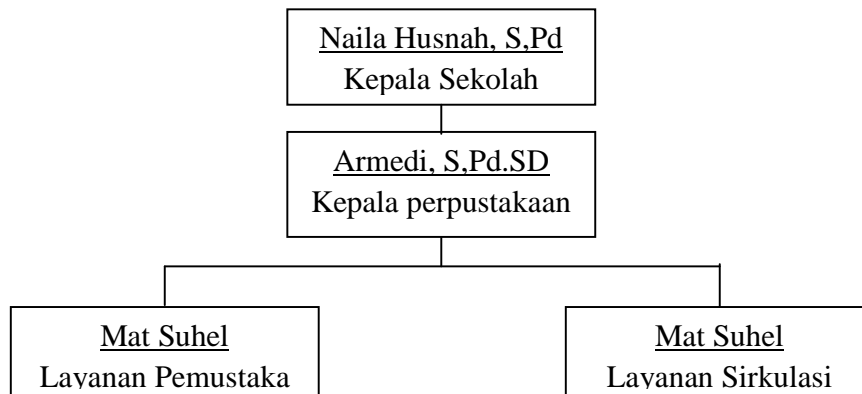 Naila Husnah, S,Pd
Kepala Sekolah
Armedi, S,Pd.SD
Kepala perpustakaan
Mat Suhel
Layanan Pemustaka
Mat Suhel
Layanan Sirkulasi